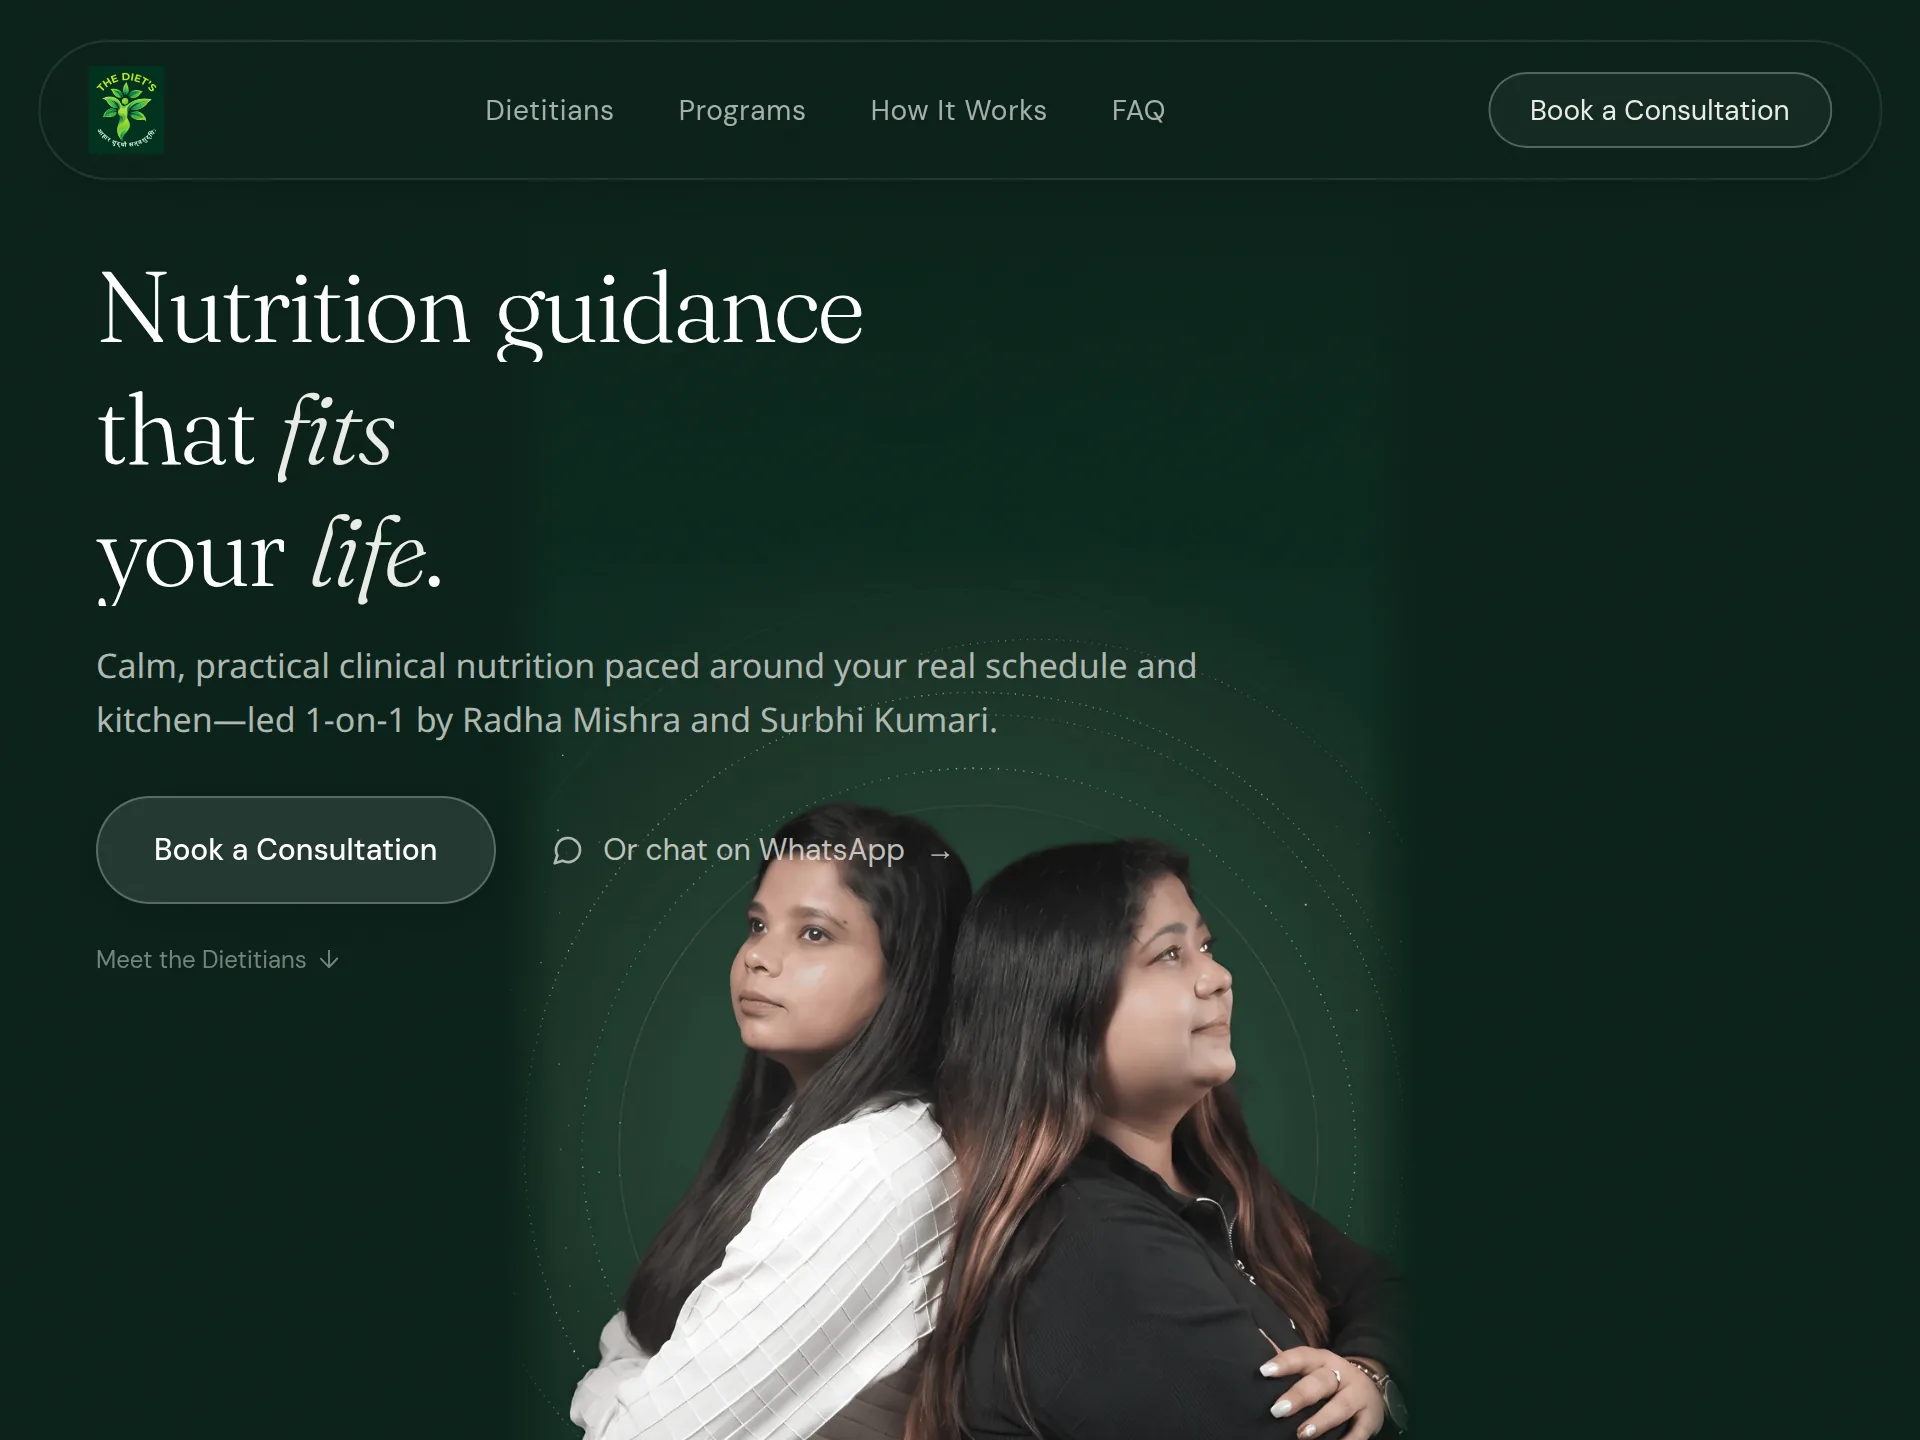 THE DIET'S
Dietitians
Programs
How It Works
FAQ
Book a Consultation
Nutrition guidance
that fits
your life.
Calm, practical clinical nutrition paced around your real schedule and
kitchen—led 1-on-1 by Radha Mishra and Surbhi Kumari.
Book a Consultation
Or chat on WhatsApp →
Meet the Dietitians ↓